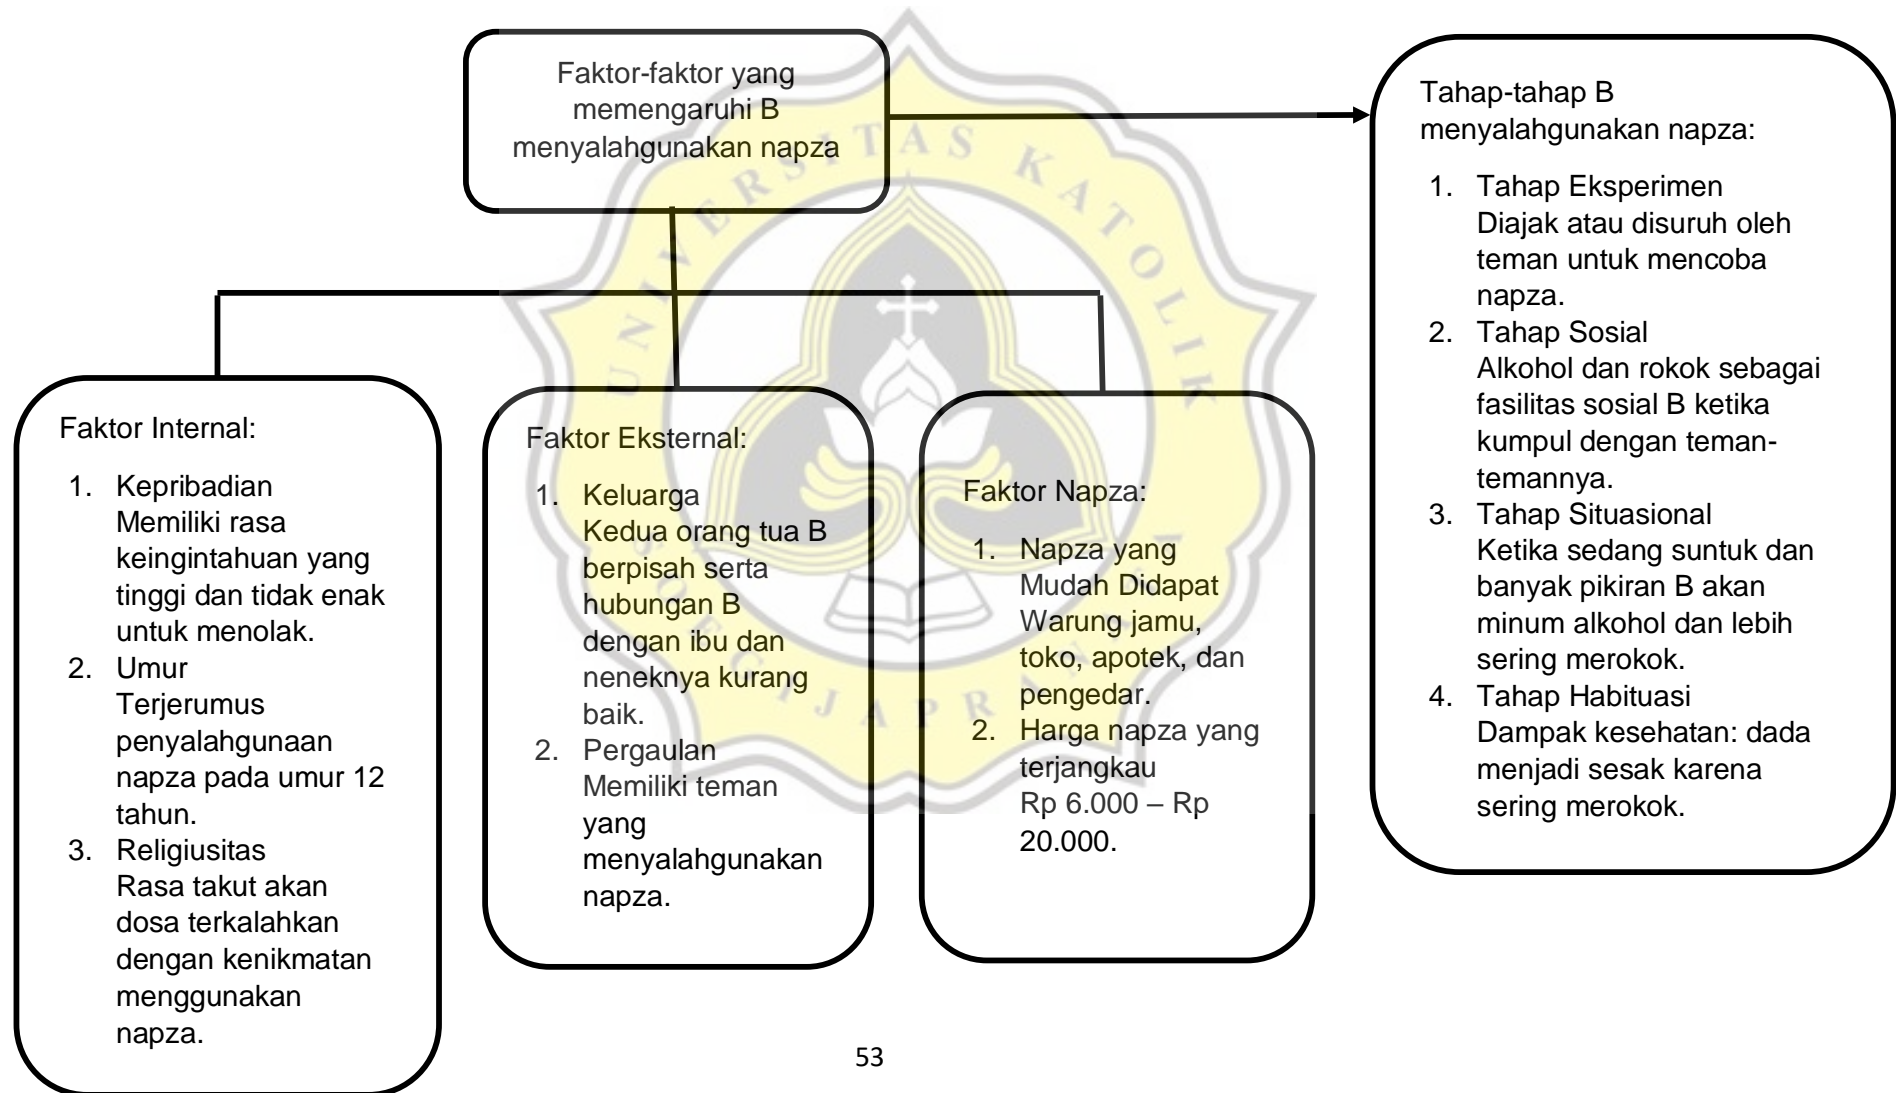 Faktor-faktor yang
memengaruhi B
menyalahgunakan napza
Tahap-tahap B
menyalahgunakan napza:
1. Tahap Eksperimen
Diajak atau disuruh oleh
teman untuk mencoba
napza.
2. Tahap Sosial
Alkohol dan rokok sebagai
fasilitas sosial B ketika
kumpul dengan teman-
temannya.
3. Tahap Situasional
Ketika sedang suntuk dan
banyak pikiran B akan
minum alkohol dan lebih
sering merokok.
4. Tahap Habituasi
Dampak kesehatan: dada
menjadi sesak karena
sering merokok.
Faktor Internal:
1. Kepribadian
Memiliki rasa
keingintahuan yang
tinggi dan tidak enak
untuk menolak.
2. Umur
Terjerumus
penyalahgunaan
napza pada umur 12
tahun.
3. Religiusitas
Rasa takut akan
dosa terkalahkan
dengan kenikmatan
menggunakan
napza.
Faktor Eksternal:
1. Keluarga
Kedua orang tua B
berpisah serta
hubungan B
dengan ibu dan
neneknya kurang
baik.
2. Pergaulan
Memiliki teman
yang
menyalahgunakan
napza.
Faktor Napza:
1. Napza yang
Mudah Didapat
Warung jamu,
toko, apotek, dan
pengedar.
2. Harga napza yang
terjangkau
Rp 6.000 – Rp
20.000.
UNIVERSITAS KATOLIK
SOEGIJAPRANATA
53